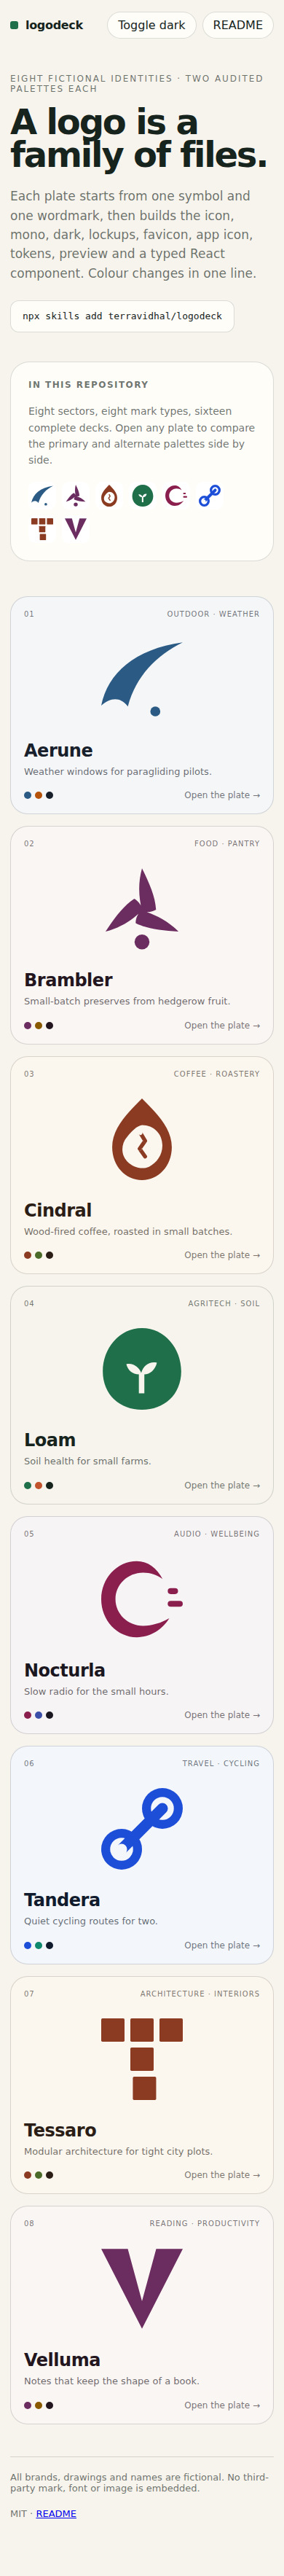 logodeck
Toggle dark
README
EIGHT FICTIONAL IDENTITIES · TWO AUDITED
PALETTES EACH
A logo is a
family of files.
Each plate starts from one symbol and
one wordmark, then builds the icon,
mono, dark, lockups, favicon, app icon,
tokens, preview and a typed React
component. Colour changes in one line.
npx skills add terravidhal/logodeck
IN THIS REPOSITORY
Eight sectors, eight mark types, sixteen
complete decks. Open any plate to compare
the primary and alternate palettes side by
side.
01
OUTDOOR · WEATHER
Aerune
Weather windows for paragliding pilots.
Open the plate →
02
FOOD · PANTRY
Brambler
Small-batch preserves from hedgerow fruit.
Open the plate →
03
COFFEE · ROASTERY
Cindral
Wood-fired coffee, roasted in small batches.
Open the plate →
04
AGRITECH · SOIL
Loam
Soil health for small farms.
Open the plate →
05
AUDIO · WELLBEING
Nocturla
Slow radio for the small hours.
Open the plate →
06
TRAVEL · CYCLING
Tandera
Quiet cycling routes for two.
Open the plate →
07
ARCHITECTURE · INTERIORS
Tessaro
Modular architecture for tight city plots.
Open the plate →
08
READING · PRODUCTIVITY
Velluma
Notes that keep the shape of a book.
Open the plate →
All brands, drawings and names are fictional. No third-
party mark, font or image is embedded.
MIT · README